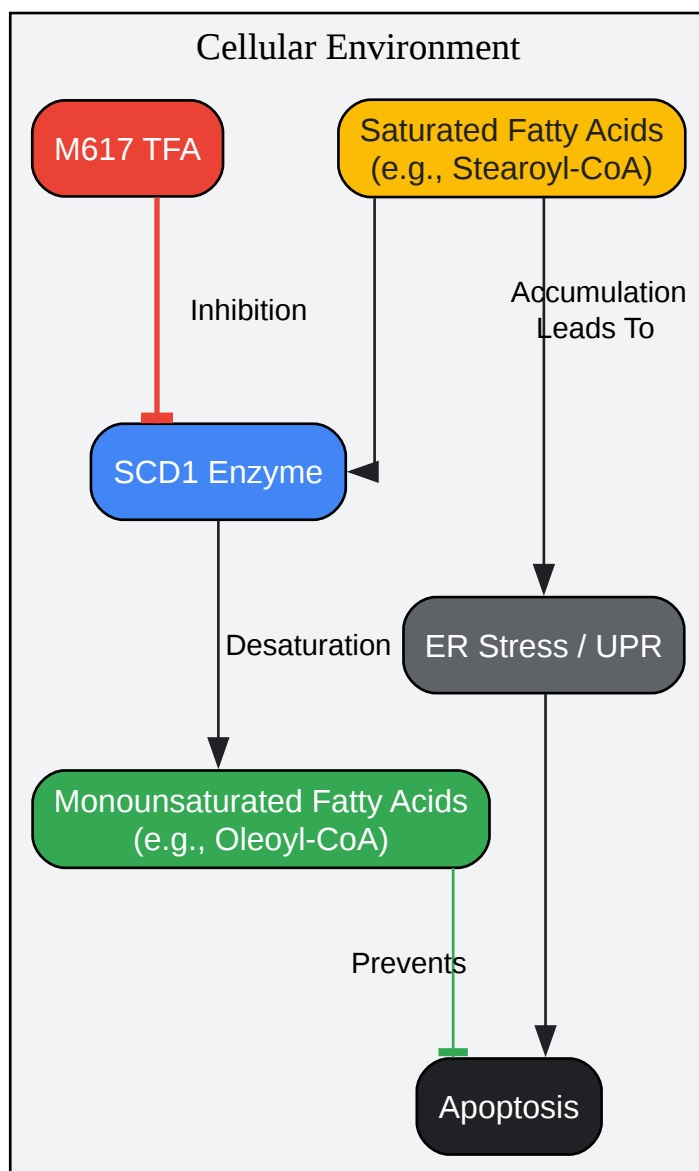 Cellular Environment
M617 TFA
Saturated Fatty Acids
(e.g., Stearoyl-CoA)
Inhibition
Accumulation
Leads To
SCD1 Enzyme
Desaturation
ER Stress / UPR
Monounsaturated Fatty Acids
(e.g., Oleoyl-CoA)
Prevents
Apoptosis